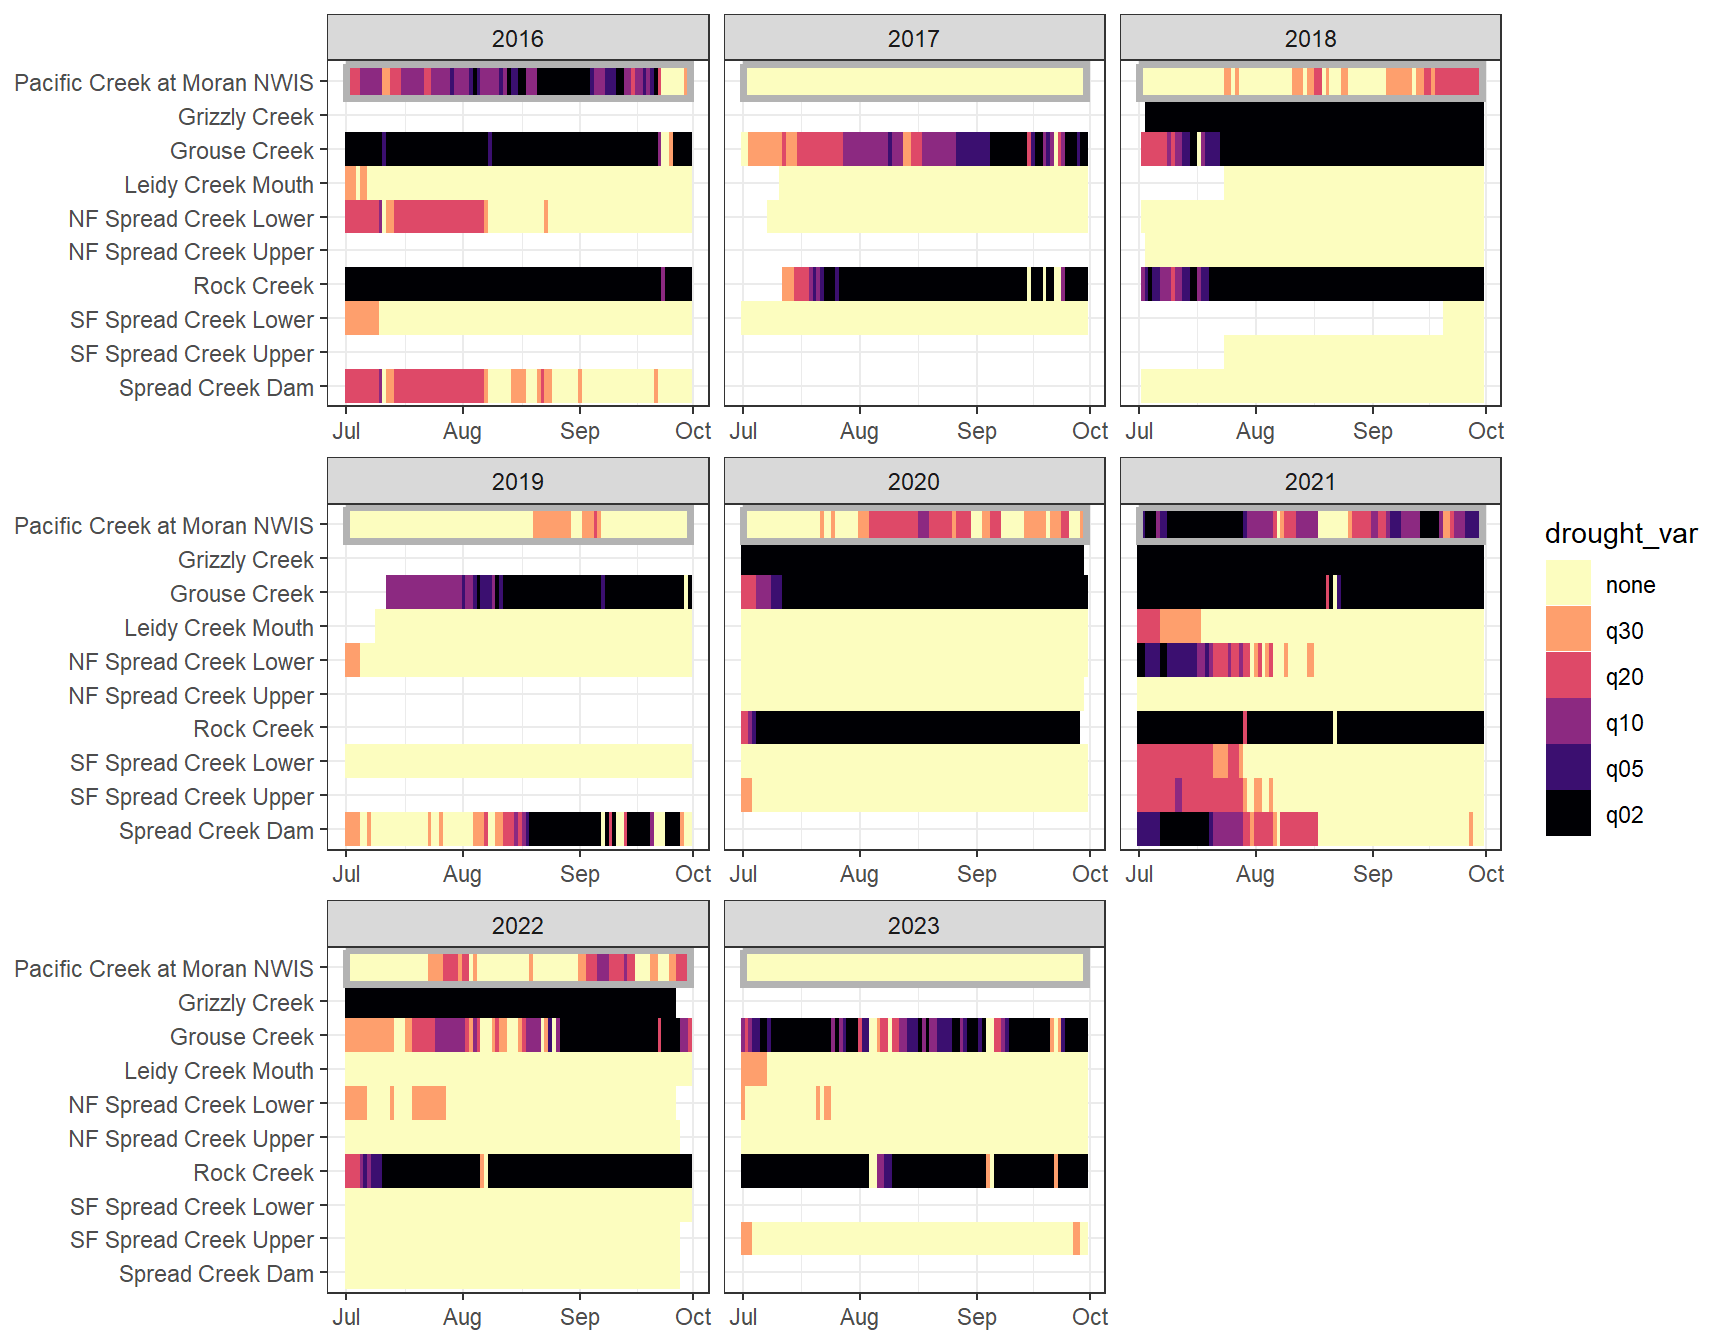 2016 2017 2018
Pacific Creek at Moran NWIS
Grizzly Creek
Grouse Creek
Leidy Creek Mouth
NF Spread Creek Lower
NF Spread Creek Upper
Rock Creek
SF Spread Creek Lower
SF Spread Creek Upper
Spread Creek Dam
Jul Aug Sep Oct Jul Aug Sep Oct Jul Aug Sep Oct
2019 2020 2021
Pacific Creek at Moran NWIS
Grizzly Creek
Grouse Creek
Leidy Creek Mouth
NF Spread Creek Lower
NF Spread Creek Upper
Rock Creek
SF Spread Creek Lower
SF Spread Creek Upper
Spread Creek Dam
Jul Aug Sep Oct Jul Aug Sep Oct Jul Aug Sep Oct
drought_var
none
q30
q20
q10
q05
q02
2022 2023
Pacific Creek at Moran NWIS
Grizzly Creek
Grouse Creek
Leidy Creek Mouth
NF Spread Creek Lower
NF Spread Creek Upper
Rock Creek
SF Spread Creek Lower
SF Spread Creek Upper
Spread Creek Dam
Jul Aug Sep Oct Jul Aug Sep Oct